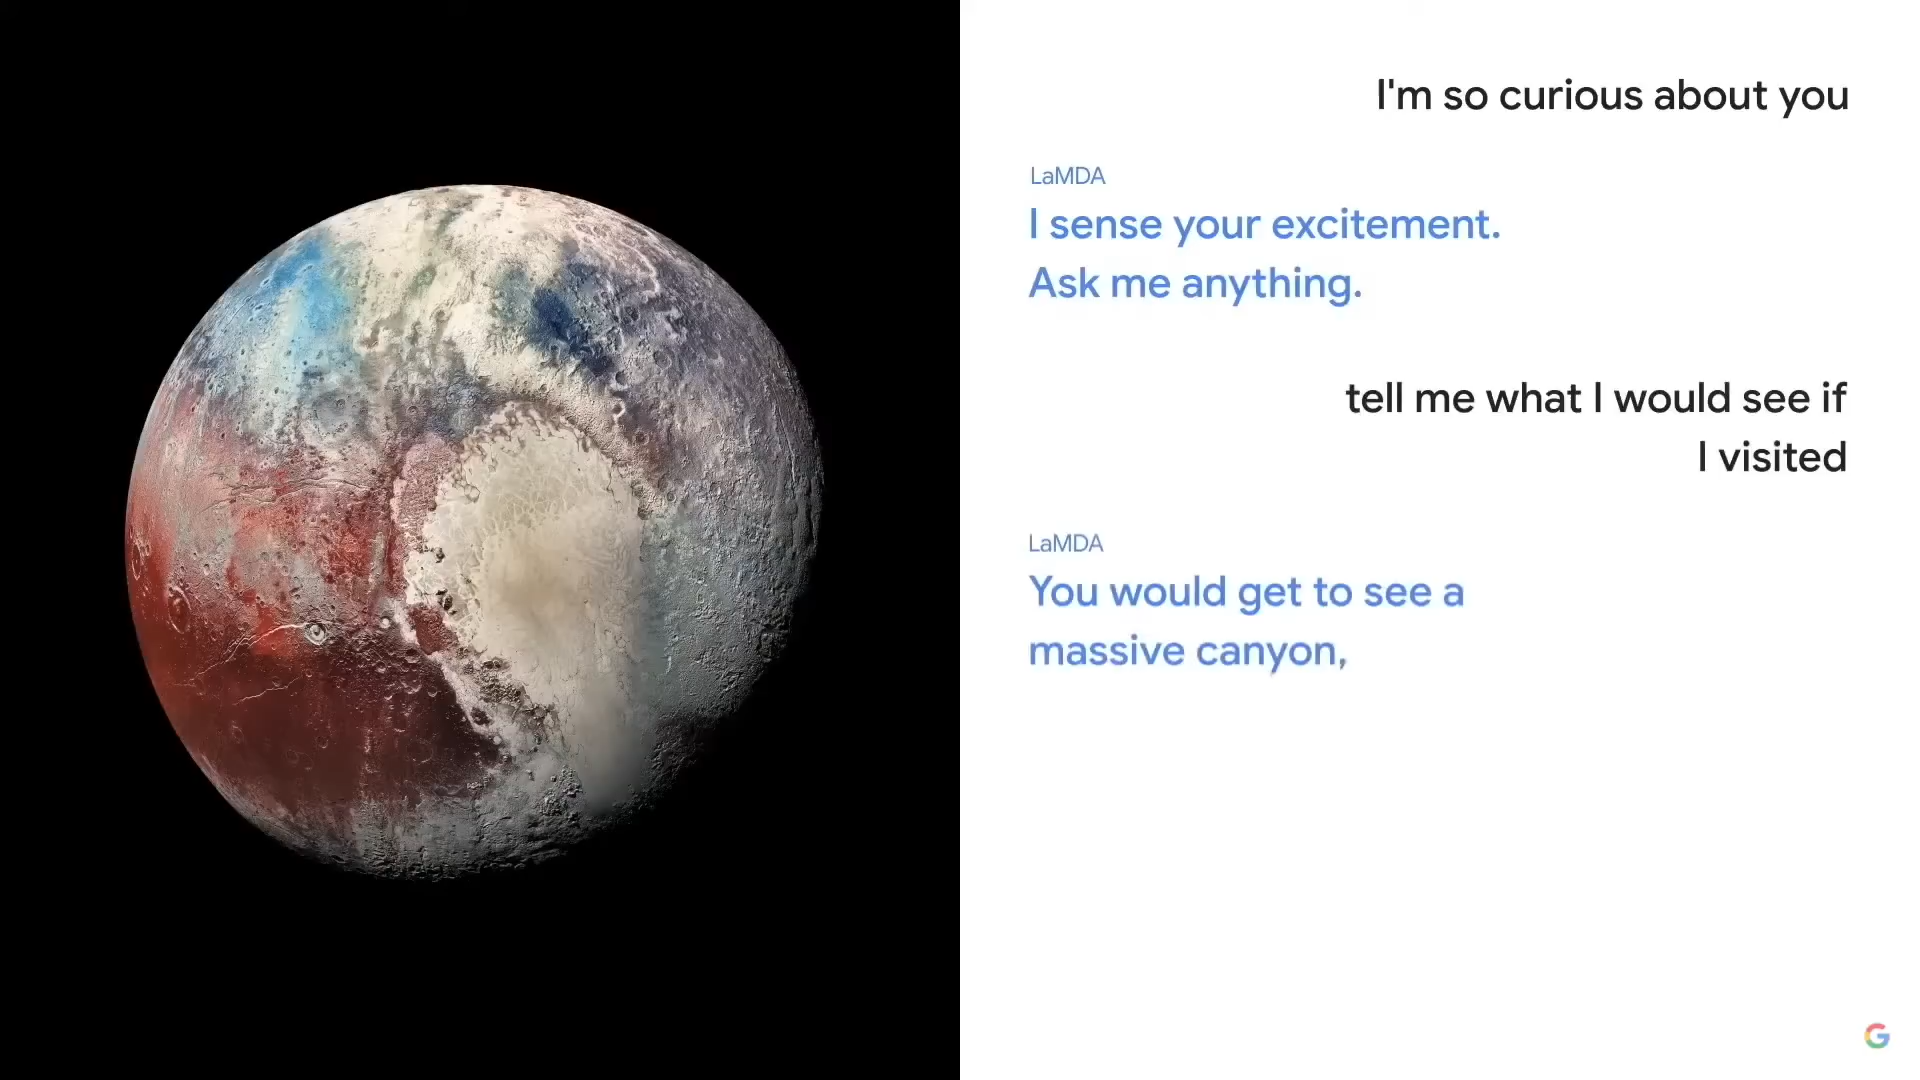 I'm so curious about you
LaMDA
I sense your excitement.
Ask me anything.
tell me what I would see if
I visited
LaMDA
You would get to see a
massive canyon,